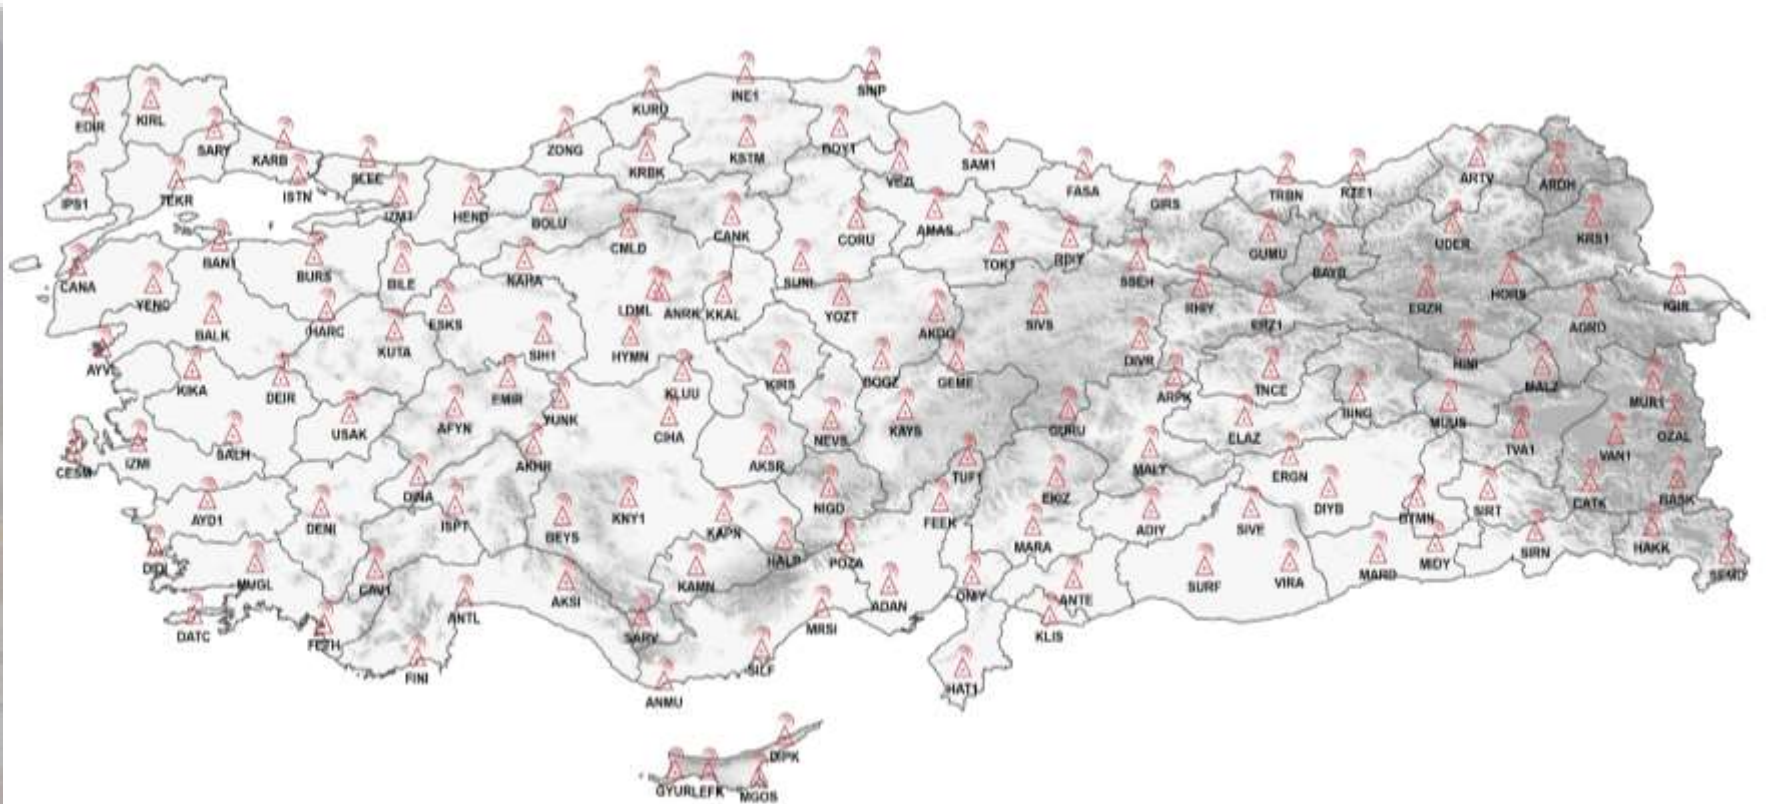 SINP
INE1
KURU
EDIR
KIRL
SARY
KARB
ZONG
KSTM
BOY1
SAM1
KRBK
VEZI
FASA
SLEE
ISTN
IPS1
TEKR
IZMT
HEND
BOLU
GIRS
TRBN
RZE1
ARTV
ARDH
CMLD
CANK
CORU
AMAS
RDIY
TOK1
GUMU
BAYB
UDER
KRS1
BAN1
BURS
BILE
NAHA
SUNL
SSEH
CANA
YENC
HORS
IGIR
BALK
HARC
ESKS
LDML
ANRK
KKAL
YOZT
AKDG
SIVS
RHIY
ERZ1
ERZR
AGRD
KUTA
SIH1
HYMN
DIVR
HINI
AYVL
KIKA
DEIR
EMIR
KLUU
KIRS
BOGZ
GEME
ARPK
TNCE
MALZ
MUR1
USAK
AFYN
YUNK
CIHA
NEVS
KAYS
GURU
ELAZ
BING
MUUS
OZAL
CESM
IZMI
SALH
AKHR
AKSR
TUF1
MALY
ERGN
TVA1
VAN1
DINA
AYD1
DENI
ISPT
BEYS
KNY1
KAPN
NIGD
FEEK
EKIZ
ADIY
SIVE
DIYB
BTMN
SIRT
CATK
BASK
DIDI
MUGL
CAV1
AKSI
KAMN
HALP
POZA
MARA
SURF
VIRA
MARD
MIDY
SIRN
HAKK
SEMD
DATC
FETH
ANTL
SARV
MRSI
ADAN
ONIY
ANTE
KLIS
FINI
ANMU
SILF
HAT1
DIPK
GYUR
LEFK
MGOS